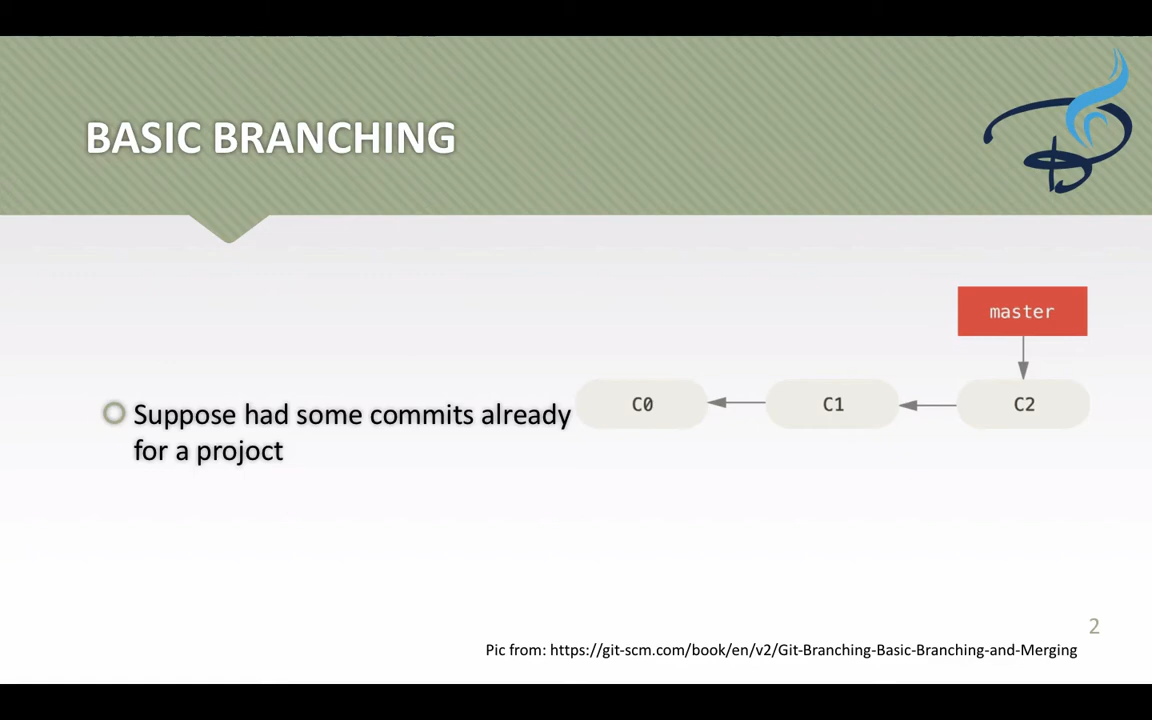 BASIC BRANCHING
master
Suppose had some commits already
for a projoct
C0
C1
C2
2
Pic from: https://git-scm.com/book/en/v2/Git-Branching-Basic-Branching-and-Merging